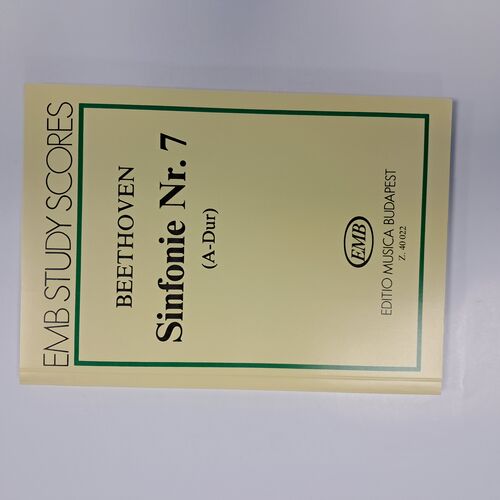 EMB STUDY SCORES
BEETHOVEN
Sinfonie Nr. 7
(A-Dur)
EMB
EDITIO MUSICA BUDAPEST
Z. 40 022